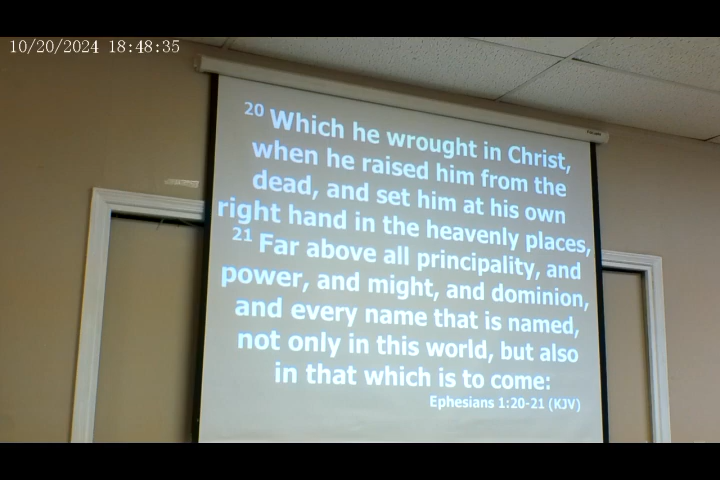 10/20/2024 18:48:35
20 Which he wrought in Christ,
when he raised him from the
dead, and set him at his own
right hand in the heavenly places,
21 Far above all principality, and
power, and might, and dominion,
and every name that is named,
not only in this world, but also
in that which is to come:
Ephesians 1:20-21 (KJV)